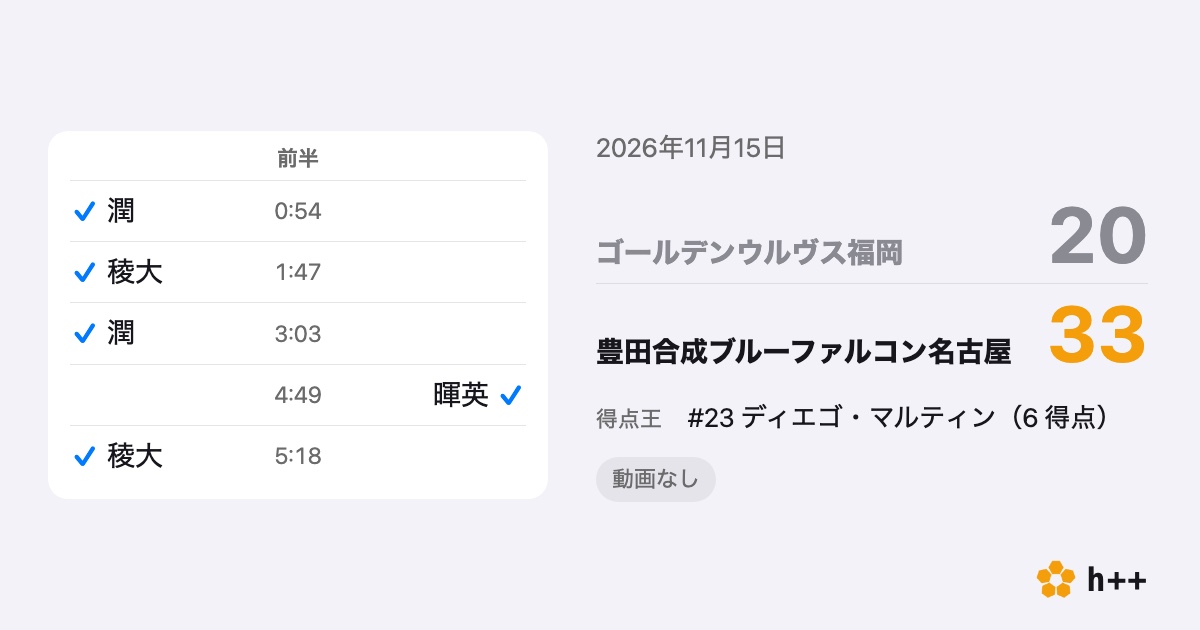 前半
潤 0:54
稜大 1:47
潤 3:03
4:49 暉英
稜大 5:18
2026年11月15日
ゴールデンウルヴス福岡 20
豊田合成ブルーファルコン名古屋 33
得点王 #23 ディエゴ・マルティン（6 得点）
動画なし
h++